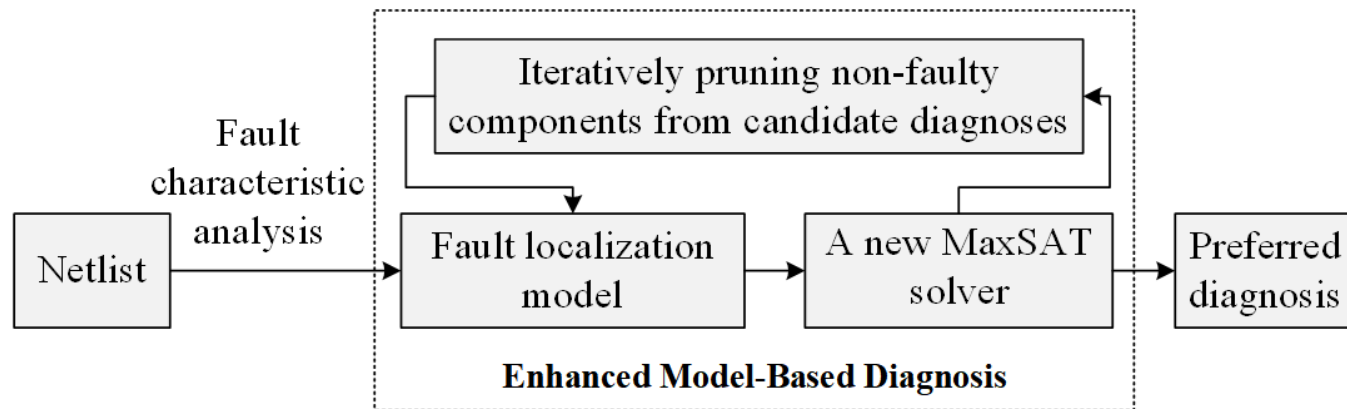 Iteratively pruning non-faulty
components from candidate diagnoses
Fault
characteristic
analysis
Netlist
Fault localization
model
A new MaxSAT
solver
Preferred
diagnosis
Enhanced Model-Based Diagnosis